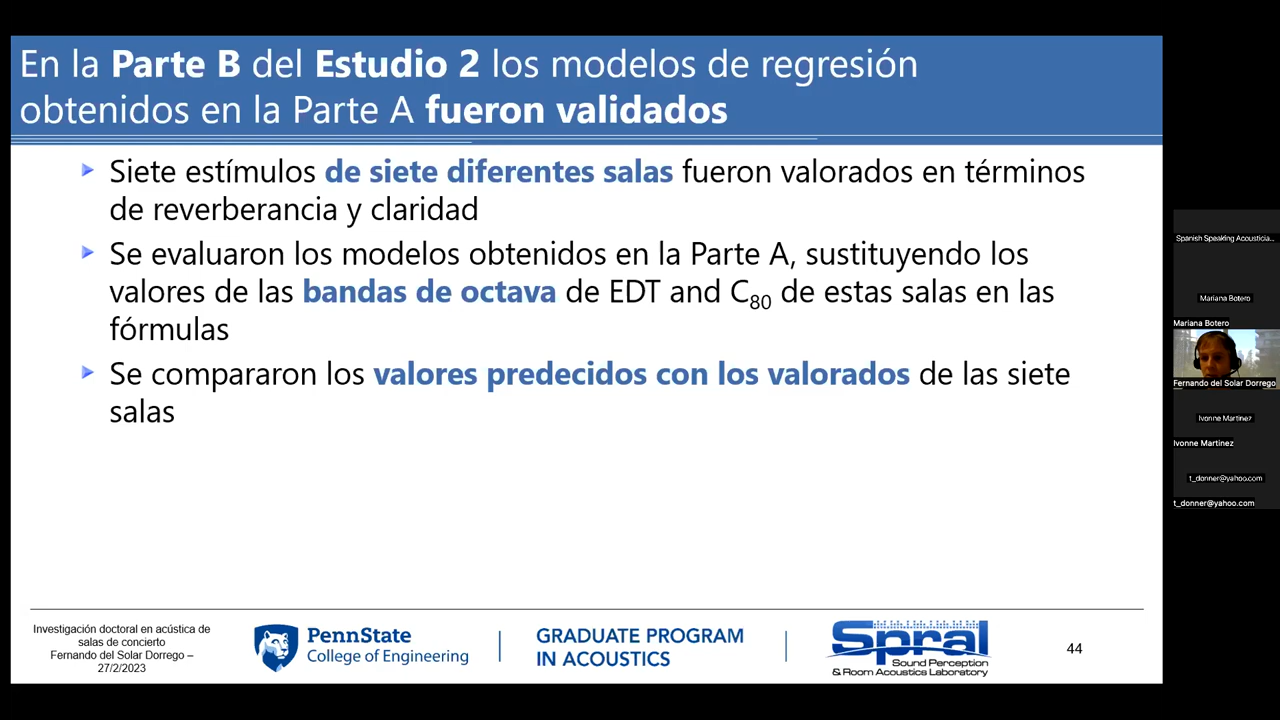 En la Parte B del Estudio 2 los modelos de regresión
obtenidos en la Parte A fueron validados
Siete estímulos de siete diferentes salas fueron valorados en términos
de reverberancia y claridad
Se evaluaron los modelos obtenidos en la Parte A, sustituyendo los
valores de las bandas de octava de EDT and C80 de estas salas en las
fórmulas
Se compararon los valores predecidos con los valorados de las siete
salas
Investigación doctoral en acústica de
salas de concierto
Fernando del Solar Dorrego –
27/2/2023
PennState
College of Engineering
GRADUATE PROGRAM
IN ACOUSTICS
Spral
Sound Perception
& Room Acoustics Laboratory
44
Spanish Speaking Acousticia...
Mariana Botero
Mariana Botero
Fernando del Solar Dorrego
Ivonne Martinez
Ivonne Martinez
t_donner@yahoo.com
t_donner@yahoo.com